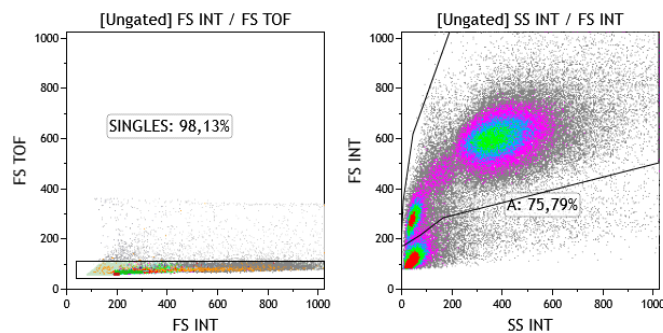 [Ungated] FS INT / FS TOF
1000
800
600
400
200
0
FS TOF
SINGLES: 98,13%
0 200 400 600 800 1000
FS INT
[Ungated] SS INT / FS INT
1000
800
600
400
200
0
FS INT
A: 75,79%
0 200 400 600 800 1000
SS INT